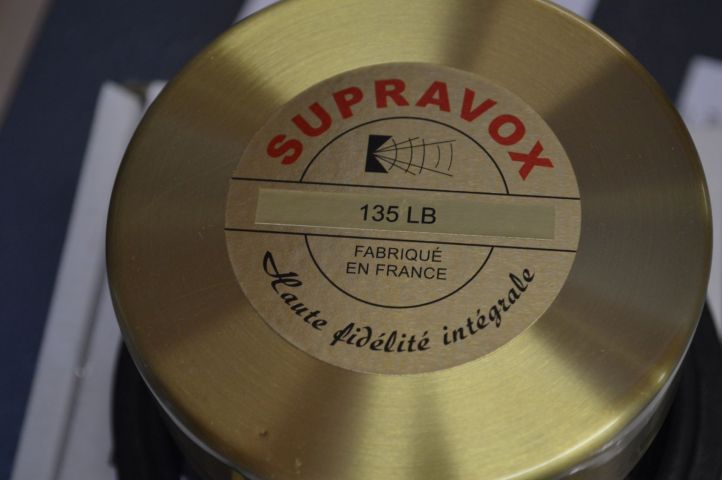 SUPRAVOX
135 LB
FABRIQUÉ
EN FRANCE
Haute fidélité intégrale